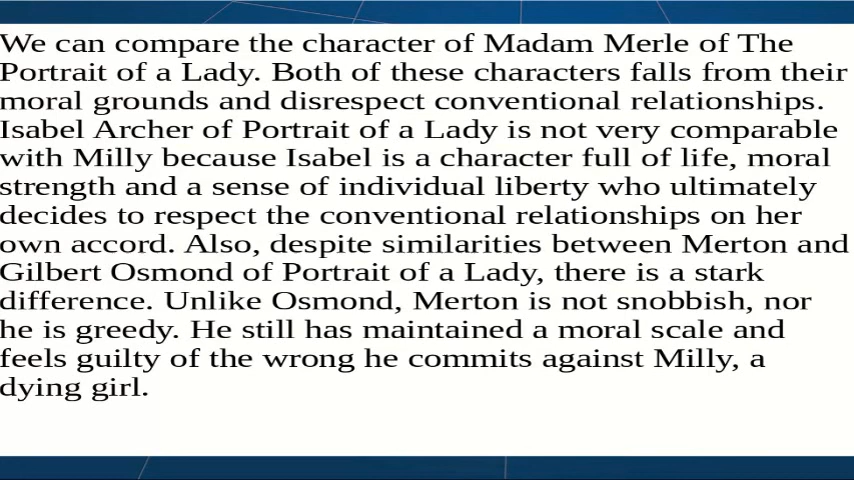 We can compare the character of Madam Merle of The
Portrait of a Lady. Both of these characters falls from their
moral grounds and disrespect conventional relationships.
Isabel Archer of Portrait of a Lady is not very comparable
with Milly because Isabel is a character full of life, moral
strength and a sense of individual liberty who ultimately
decides to respect the conventional relationships on her
own accord. Also, despite similarities between Merton and
Gilbert Osmond of Portrait of a Lady, there is a stark
difference. Unlike Osmond, Merton is not snobbish, nor
he is greedy. He still has maintained a moral scale and
feels guilty of the wrong he commits against Milly, a
dying girl.